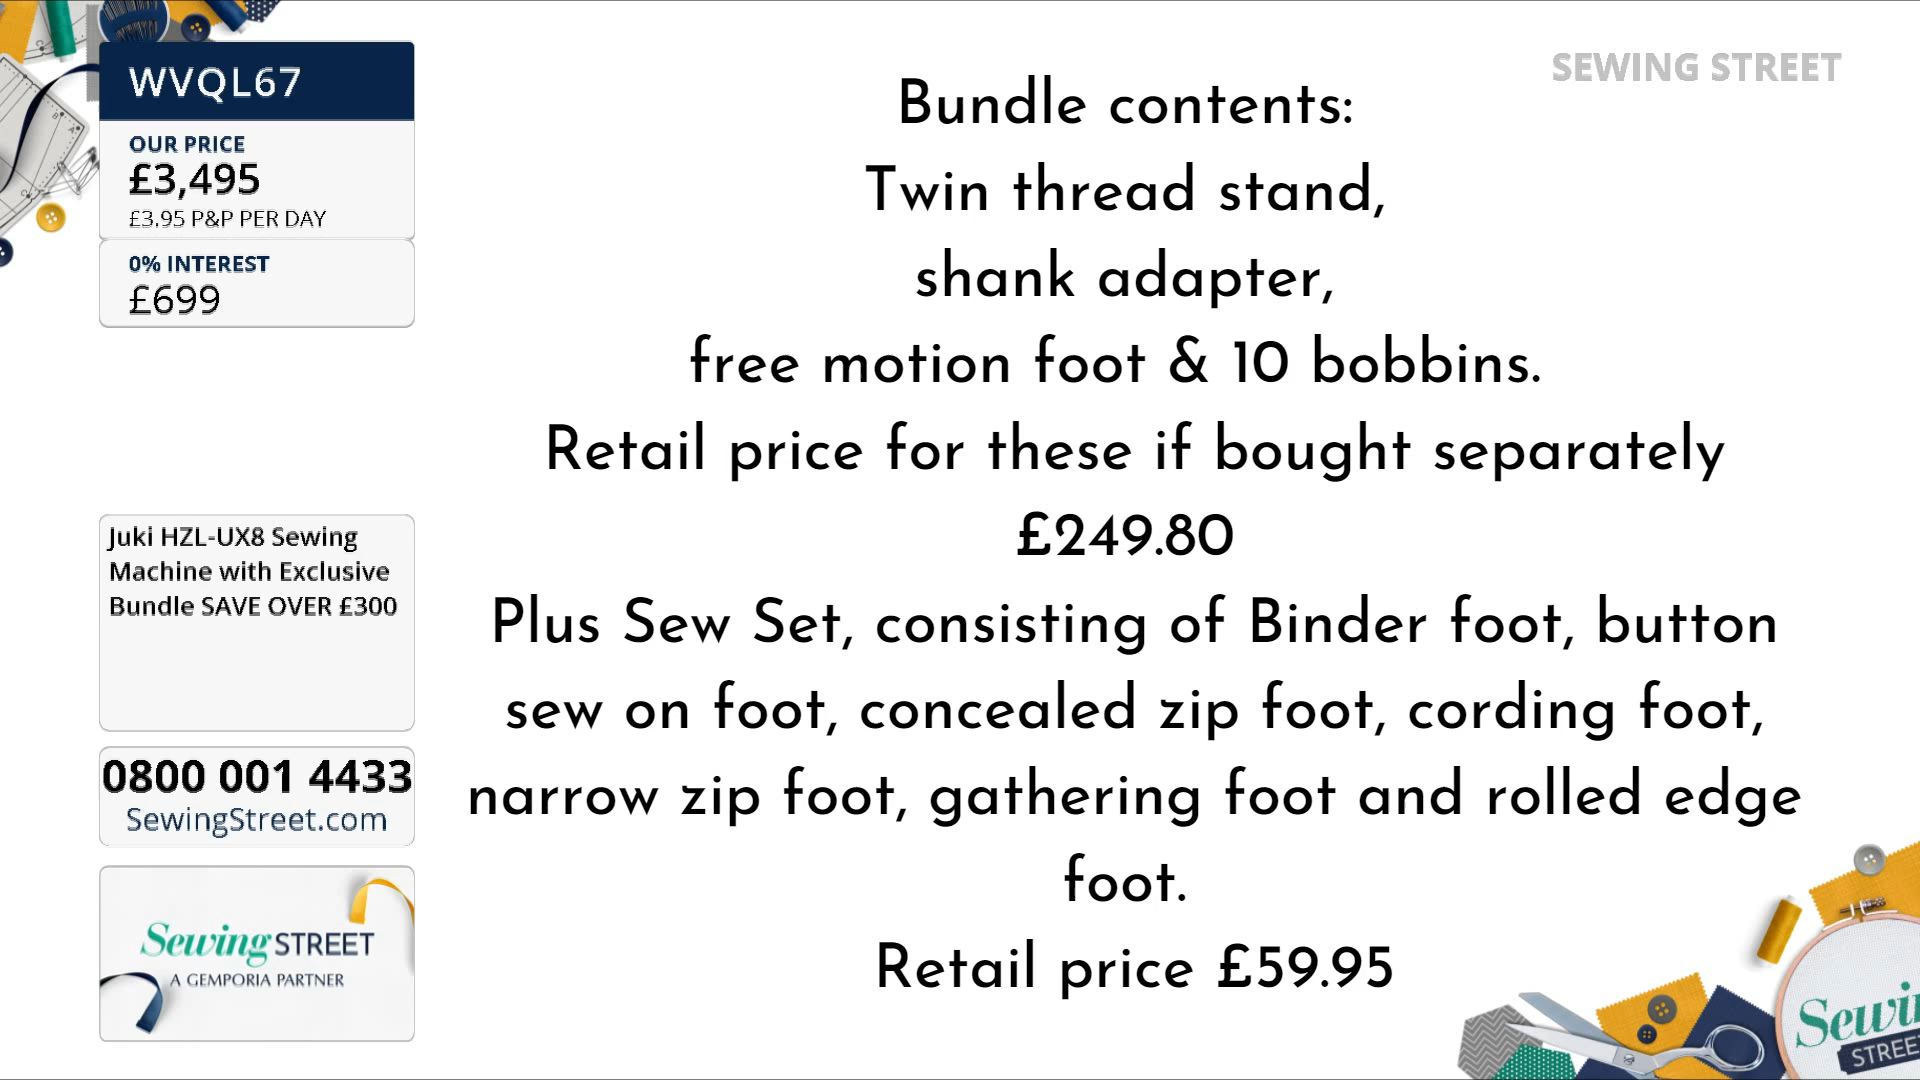 WVQL67
OUR PRICE
£3,495
£3.95 P&P PER DAY
0% INTEREST
£699
Juki HZL-UX8 Sewing
Machine with Exclusive
Bundle SAVE OVER £300
0800 001 4433
SewingStreet.com
Sewing STREET
A GEMPORIA PARTNER
SEWING STREET
Bundle contents:
Twin thread stand,
shank adapter,
free motion foot & 10 bobbins.
Retail price for these if bought separately
£249.80
Plus Sew Set, consisting of Binder foot, button
sew on foot, concealed zip foot, cording foot,
narrow zip foot, gathering foot and rolled edge
foot.
Retail price £59.95